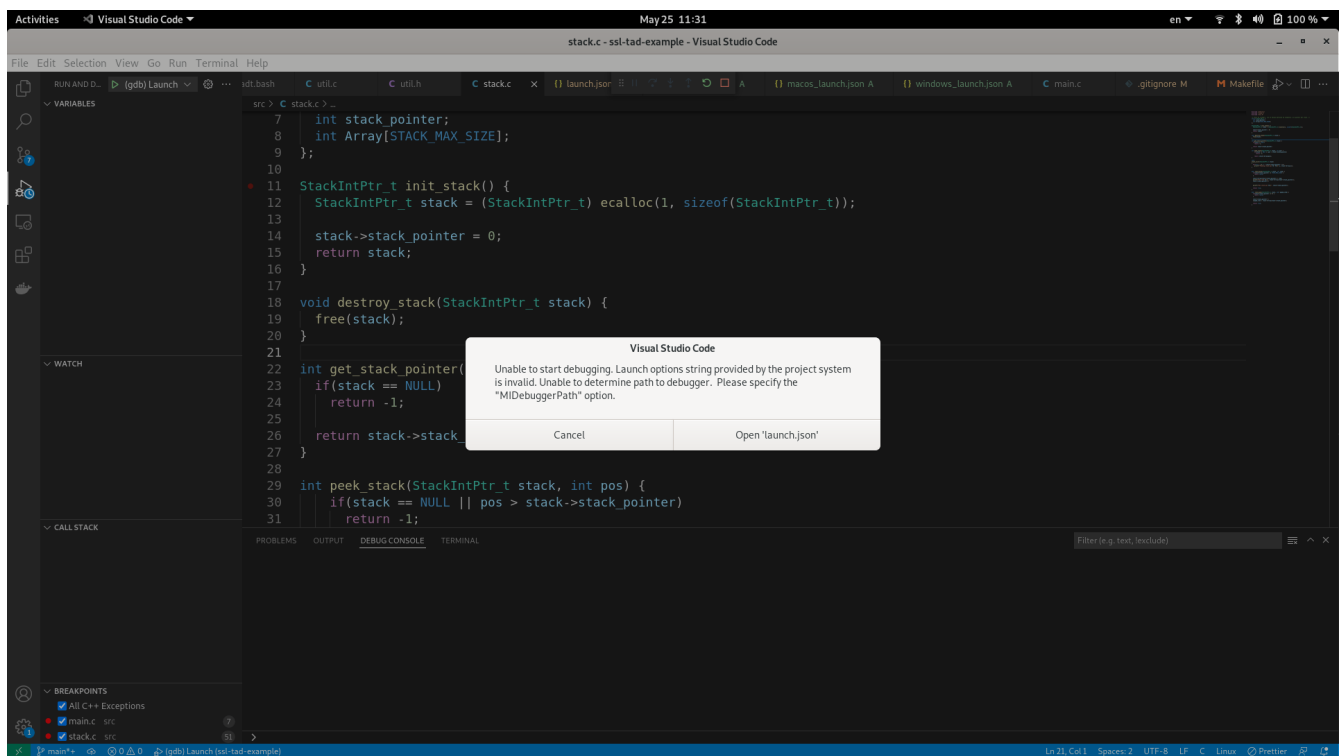 Activities Visual Studio Code
May 25 11:31
en 100 %
stack.c - ssl-tad-example - Visual Studio Code
File Edit Selection View Go Run Terminal Help
RUN AND D... (gdb) Launch ...
adt.bash C util.c C util.h C stack.c {} launch.jsor A {} macos_launch.json A {} windows_launch.json A C main.c .gitignore M M Makefile ...
VARIABLES
src > C stack.c > ...
7 int stack_pointer;
8 int Array[STACK_MAX_SIZE];
9 };
10
11 StackIntPtr_t init_stack() {
12 StackIntPtr_t stack = (StackIntPtr_t) ecalloc(1, sizeof(StackIntPtr_t));
13
14 stack->stack_pointer = 0;
15 return stack;
16 }
17
18 void destroy_stack(StackIntPtr_t stack) {
19 free(stack);
20 }
21
WATCH
22 int get_stack_pointer(
23 if(stack == NULL)
24 return -1;
25
26 return stack->stack_
27 }
28
29 int peek_stack(StackIntPtr_t stack, int pos) {
30 if(stack == NULL || pos > stack->stack_pointer)
31 return -1;
Visual Studio Code
Unable to start debugging. Launch options string provided by the project system
is invalid. Unable to determine path to debugger. Please specify the
"MIDebuggerPath" option.
Cancel Open 'launch.json'
CALL STACK
PROBLEMS OUTPUT DEBUG CONSOLE TERMINAL
Filter (e.g. text, !exclude)
BREAKPOINTS
All C++ Exceptions
main.c src 7
stack.c src 51
>
main*+ 0 0 (gdb) Launch (ssl-tad-example)
Ln 21, Col 1 Spaces: 2 UTF-8 LF C Linux Prettier